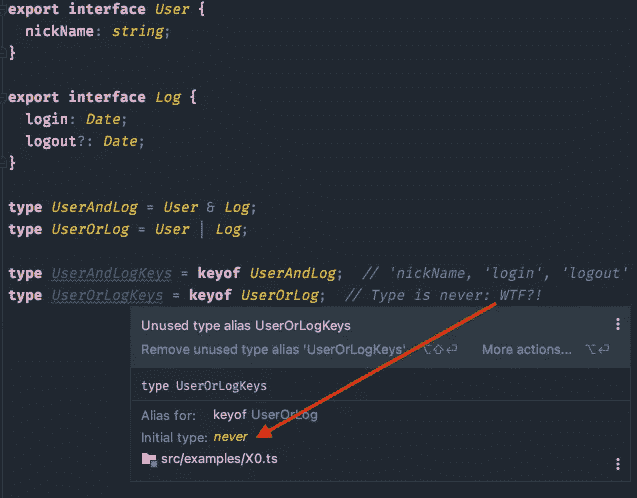 export interface User {
  nickName: string;
}

export interface Log {
  login: Date;
  logout?: Date;
}

type UserAndLog = User & Log;
type UserOrLog = User | Log;

type UserAndLogKeys = keyof UserAndLog;  // 'nickName, 'login', 'logout'
type UserOrLogKeys = keyof UserOrLog;  // Type is never: WTF?!
Unused type alias UserOrLogKeys
Remove unused type alias 'UserOrLogKeys' ⌥⇧⏎ More actions... ⌥⏎
type UserOrLogKeys
Alias for: keyof UserOrLog
Initial type: never
src/examples/X0.ts